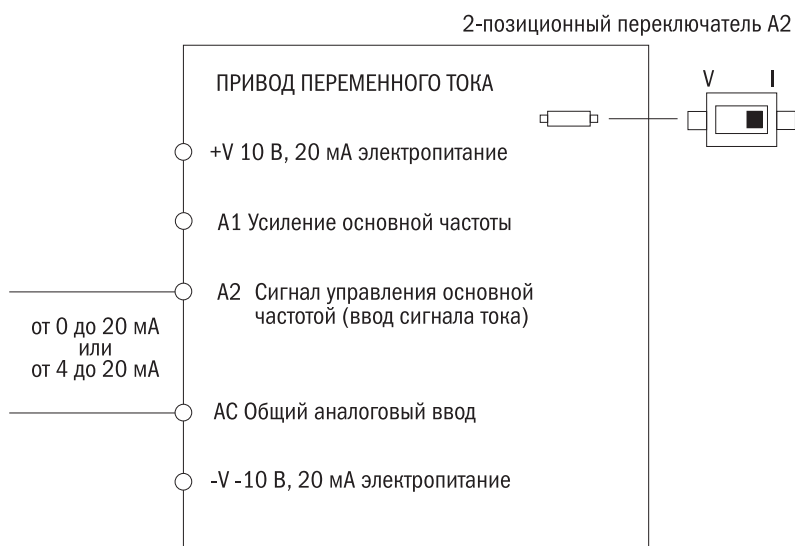 2-позиционный переключатель A2
ПРИВОД ПЕРЕМЕННОГО ТОКА
V I
+V 10 В, 20 мА электропитание
A1 Усиление основной частоты
A2 Сигнал управления основной
частотой (ввод сигнала тока)
от 0 до 20 мА
или
от 4 до 20 мА
AC Общий аналоговый ввод
-V -10 В, 20 мА электропитание